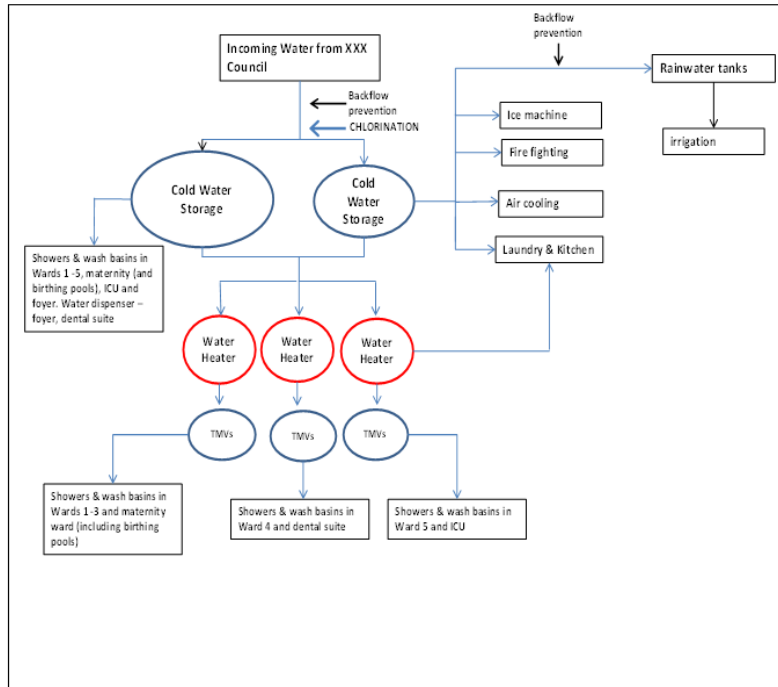 Incoming Water from XXX
Council
Backflow
prevention
CHLORINATION
Backflow
prevention
Rainwater tanks
irrigation
Ice machine
Fire fighting
Air cooling
Laundry & Kitchen
Cold Water
Storage
Cold
Water
Storage
Showers & wash basins in
Wards 1 -5, maternity (and
birthing pools), ICU and
foyer. Water dispenser –
foyer, dental suite
Water
Heater
Water
Heater
Water
Heater
TMVs
TMVs
TMVs
Showers & wash basins in
Wards 1 -3 and maternity
ward (including birthing
pools)
Showers & wash basins in
Ward 4 and dental suite
Showers & wash basins in
Ward 5 and ICU